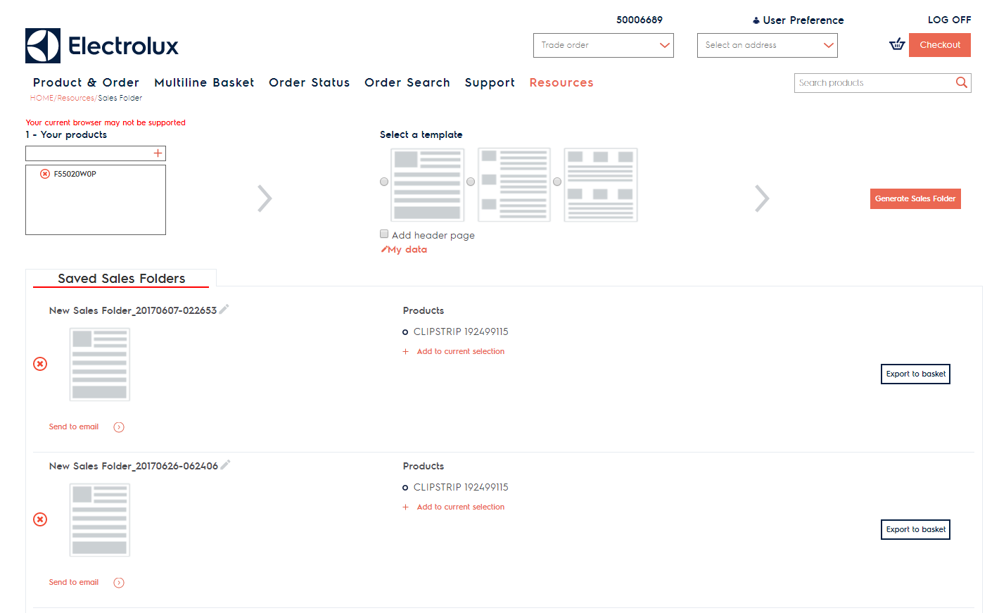 50006689
User Preference
LOG OFF
Electrolux
Trade order
Select an address
Checkout
Product & Order
Multiline Basket
Order Status
Order Search
Support
Resources
Search products
HOME/Resources/Sales Folder
Your current browser may not be supported
1 - Your products
Select a template
F55020W0P
Generate Sales Folder
Add header page
My data
Saved Sales Folders
New Sales Folder_20170607-022653
Products
CLIPSTRIP 192499115
+ Add to current selection
Export to basket
Send to email
New Sales Folder_20170626-062406
Products
CLIPSTRIP 192499115
+ Add to current selection
Export to basket
Send to email